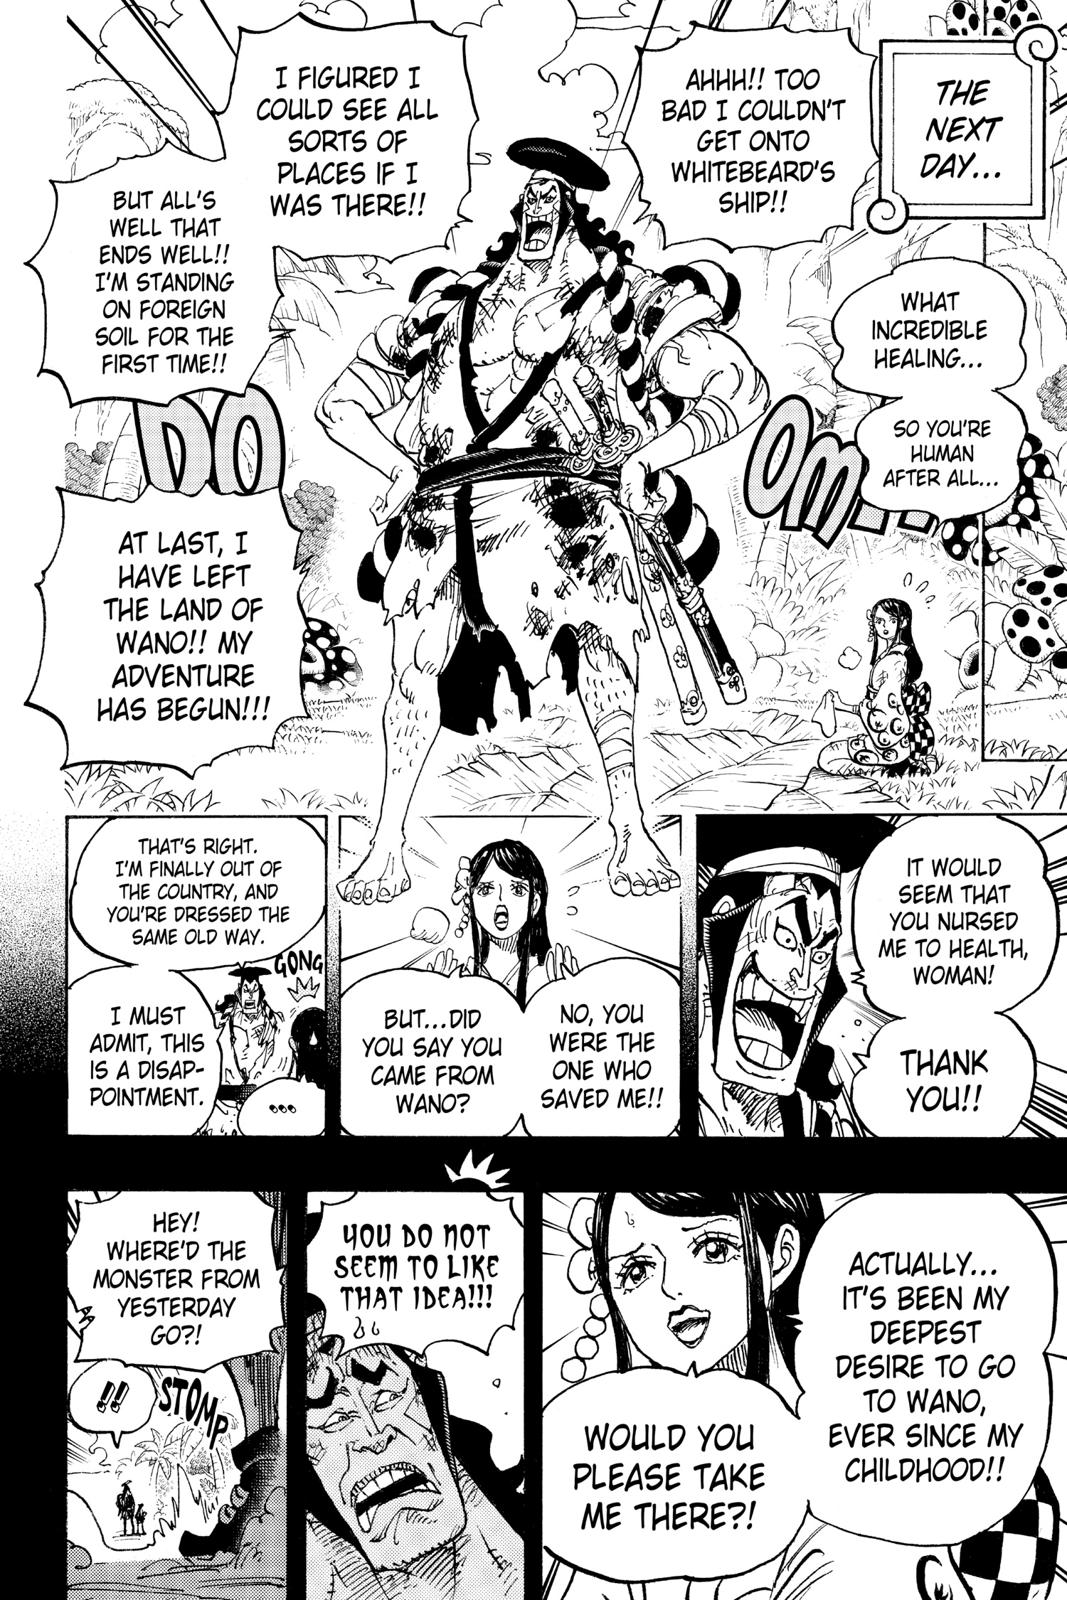 THE
NEXT
DAY...
AHHH!! TOO
BAD I COULDN'T
GET ONTO
WHITEBEARD'S
SHIP!!
I FIGURED I
COULD SEE ALL
SORTS OF
PLACES IF I
WAS THERE!!
BUT ALL'S
WELL THAT
ENDS WELL!!
I'M STANDING
ON FOREIGN
SOIL FOR THE
FIRST TIME!!
WHAT
INCREDIBLE
HEALING...
SO YOU'RE
HUMAN
AFTER ALL...
DO
OM!!
AT LAST, I
HAVE LEFT
THE LAND OF
WANO!! MY
ADVENTURE
HAS BEGUN!!!
IT WOULD
SEEM THAT
YOU NURSED
ME TO HEALTH,
WOMAN!
THANK
YOU!!
NO, YOU
WERE THE
ONE WHO
SAVED ME!!
BUT...DID
YOU SAY YOU
CAME FROM
WANO?
THAT'S RIGHT.
I'M FINALLY OUT OF
THE COUNTRY, AND
YOU'RE DRESSED THE
SAME OLD WAY.
GONG
I MUST
ADMIT, THIS
IS A DISAP-
POINTMENT.
...
ACTUALLY...
IT'S BEEN MY
DEEPEST
DESIRE TO GO
TO WANO,
EVER SINCE MY
CHILDHOOD!!
WOULD YOU
PLEASE TAKE
ME THERE?!
YOU DO NOT
SEEM TO LIKE
THAT IDEA!!!
HEY!
WHERE'D THE
MONSTER FROM
YESTERDAY
GO?!
STOMP
!!